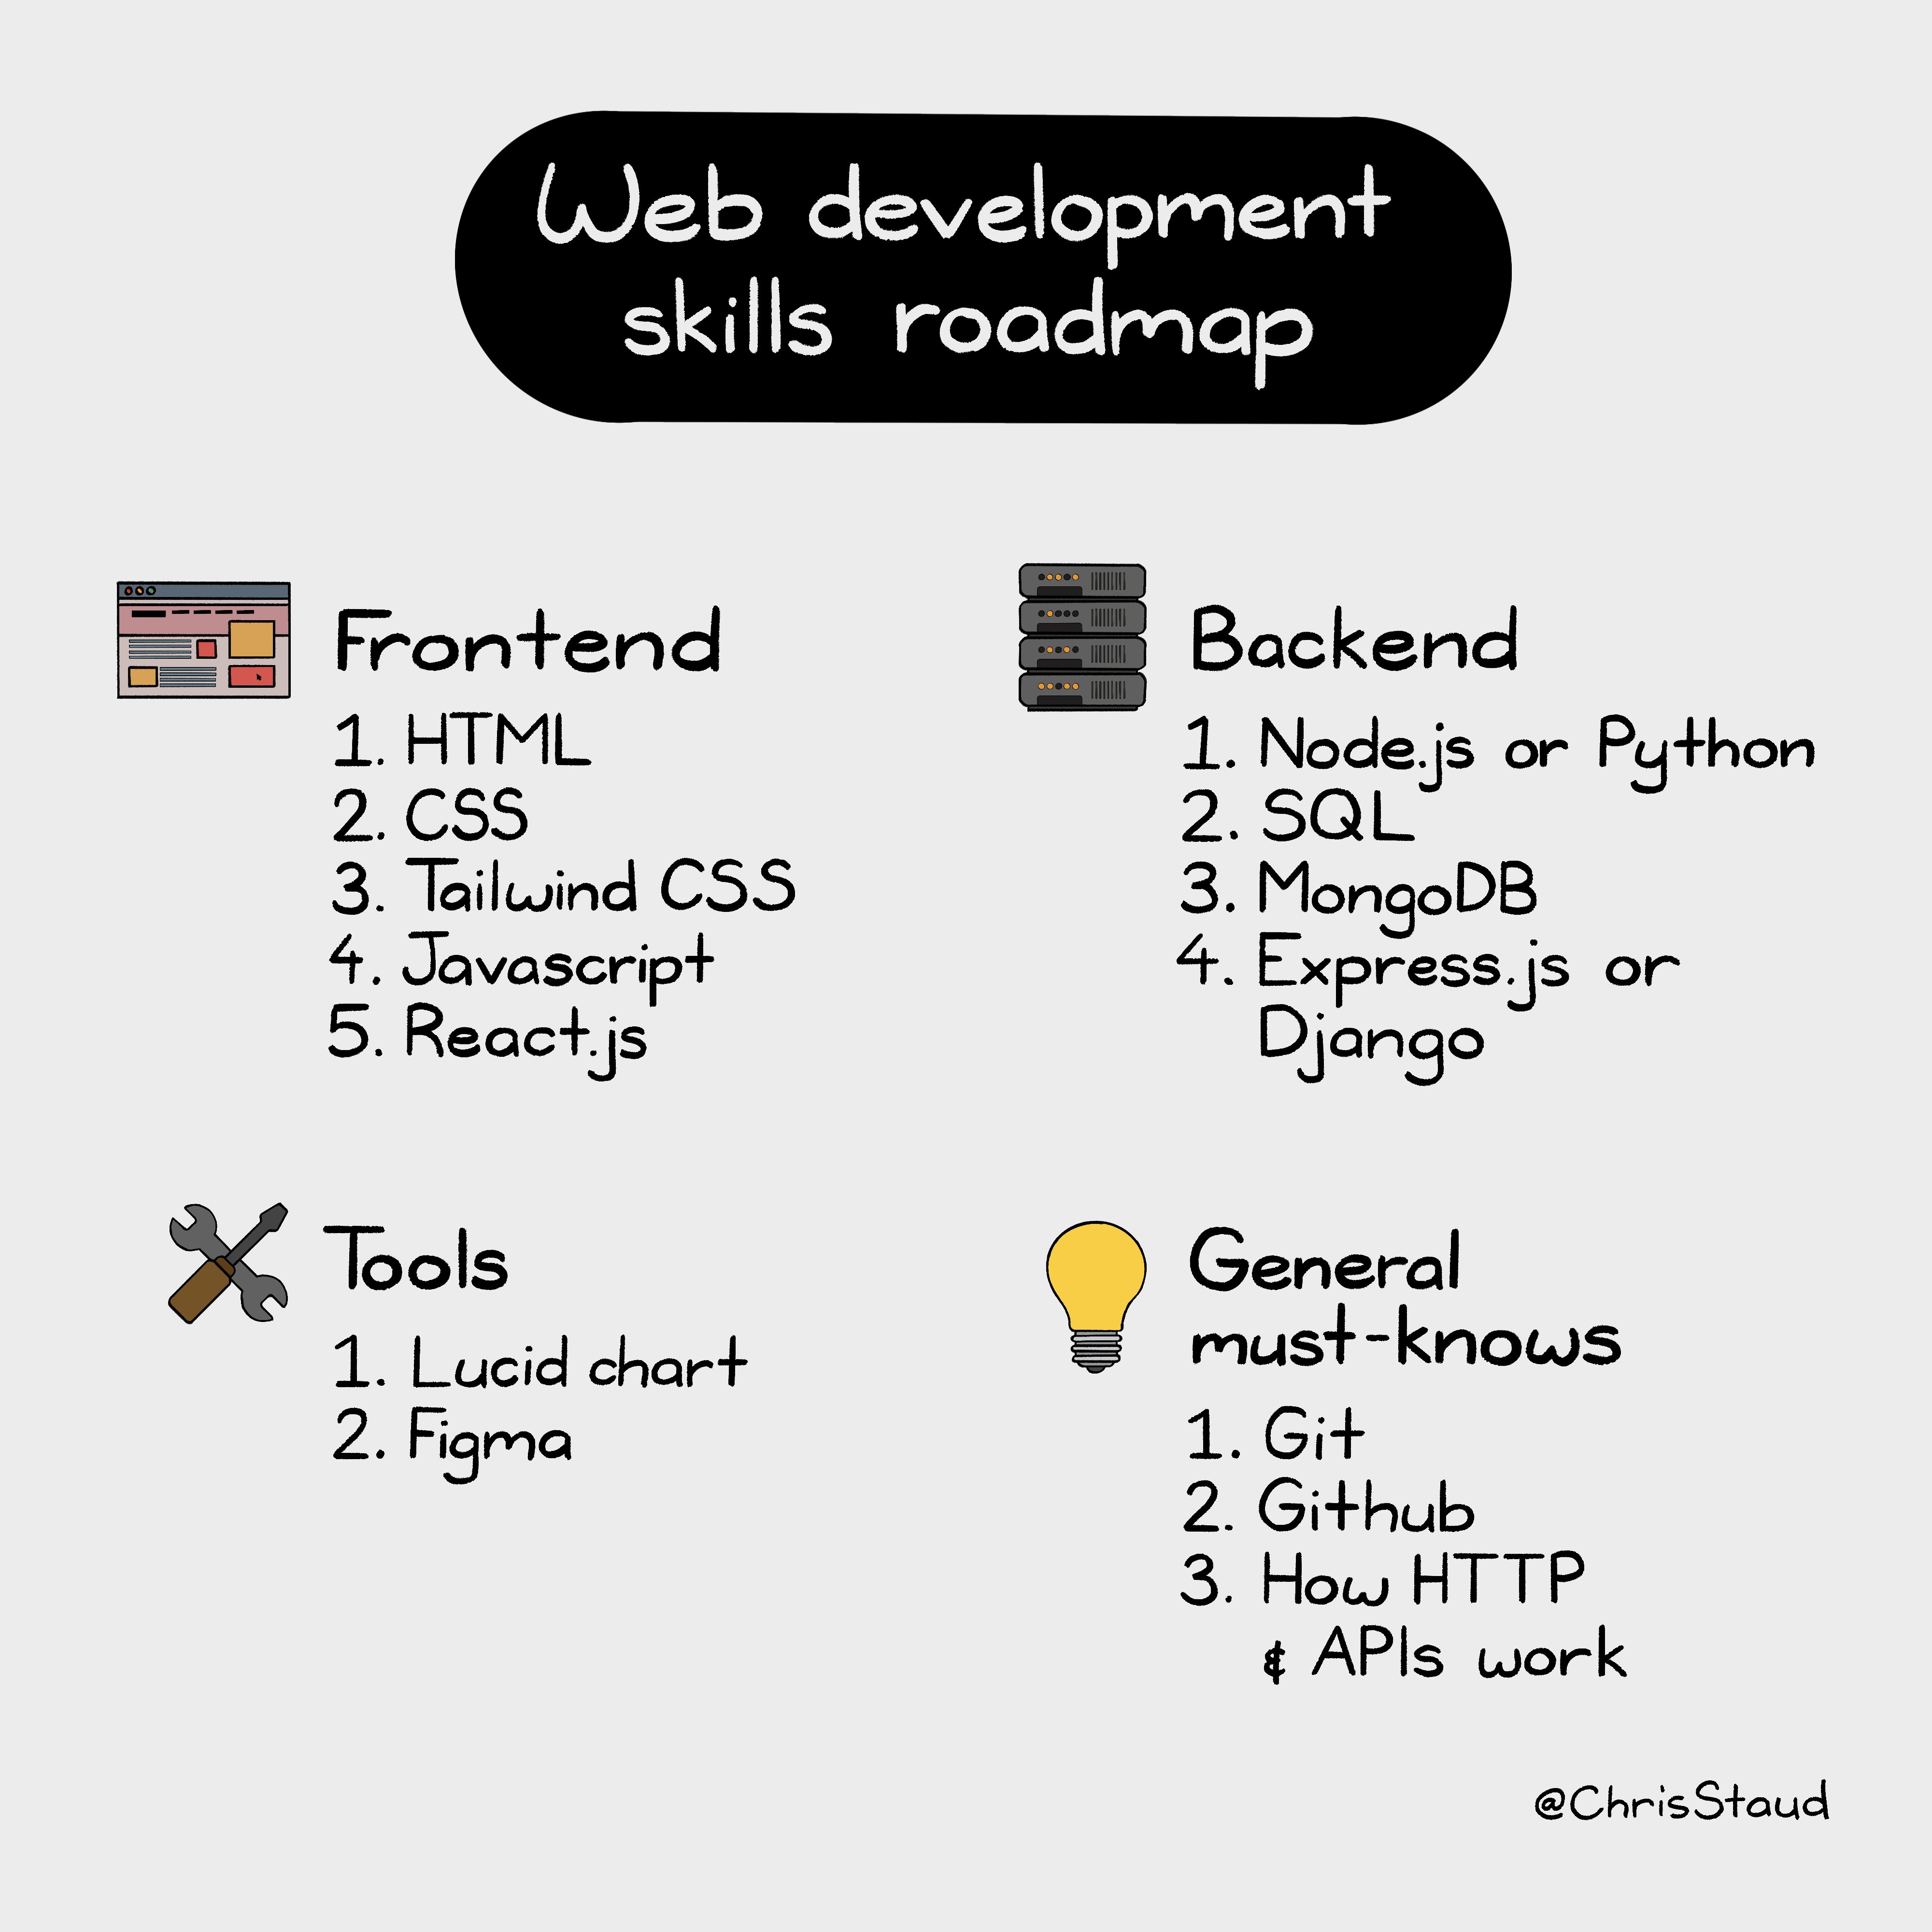 Web development
skills roadmap
Frontend
1. HTML
2. CSS
3. Tailwind CSS
4. Javascript
5. React.js
Backend
1. Node.js or Python
2. SQL
3. MongoDB
4. Express.js or
Django
Tools
1. Lucid chart
2. Figma
General
must-knows
1. Git
2. Github
3. How HTTP
& APIs work
@ChrisStaud